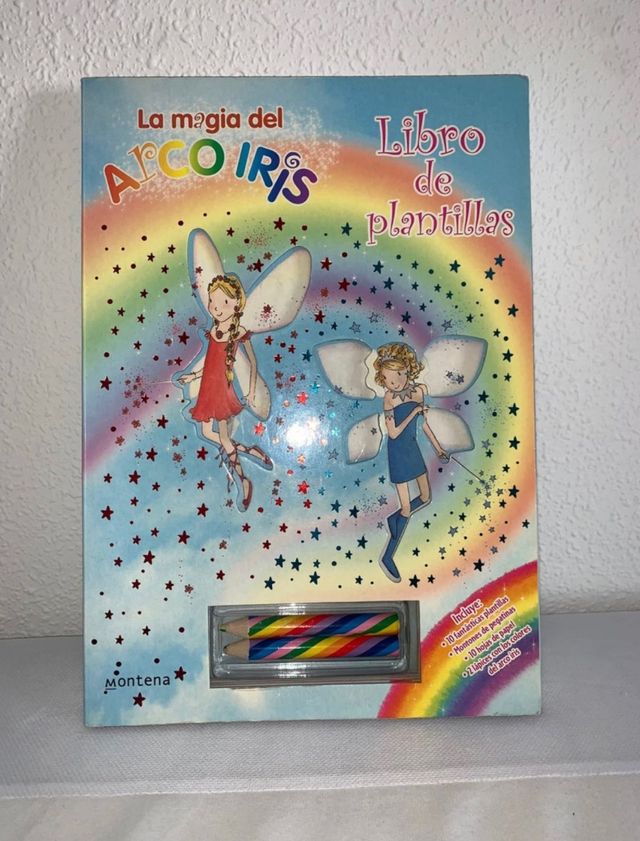 La magia del
ARCO IRIS
Libro
de
plantillas
Incluye:
• 10 fantásticas plantillas
• Montones de pegatinas
• 10 hojas de papel
• 2 lápices con los colores
del arco iris
Montena